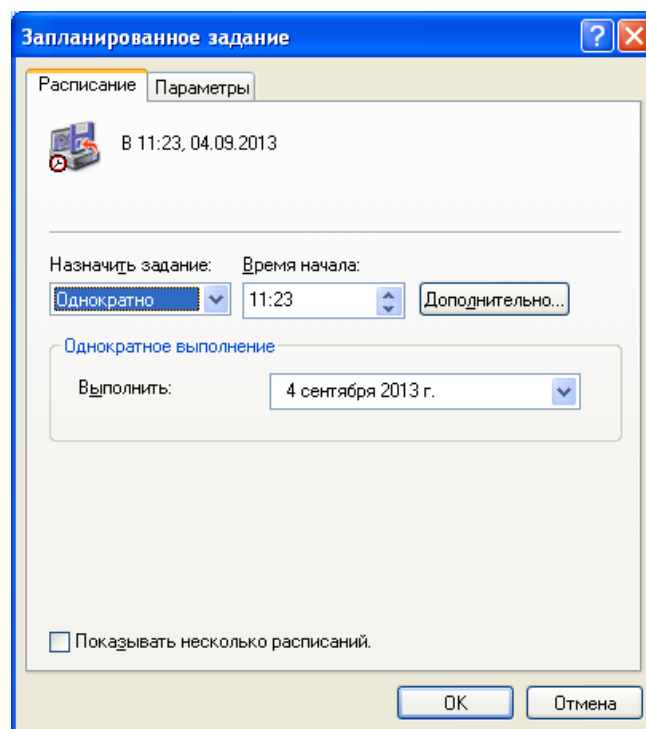 Запланированное задание
Расписание Параметры
В 11:23, 04.09.2013
Назначить задание: Время начала:
Однократно 11:23 Дополнительно...
Однократное выполнение
Выполнить: 4 сентября 2013 г.
Показывать несколько расписаний.
OK Отмена